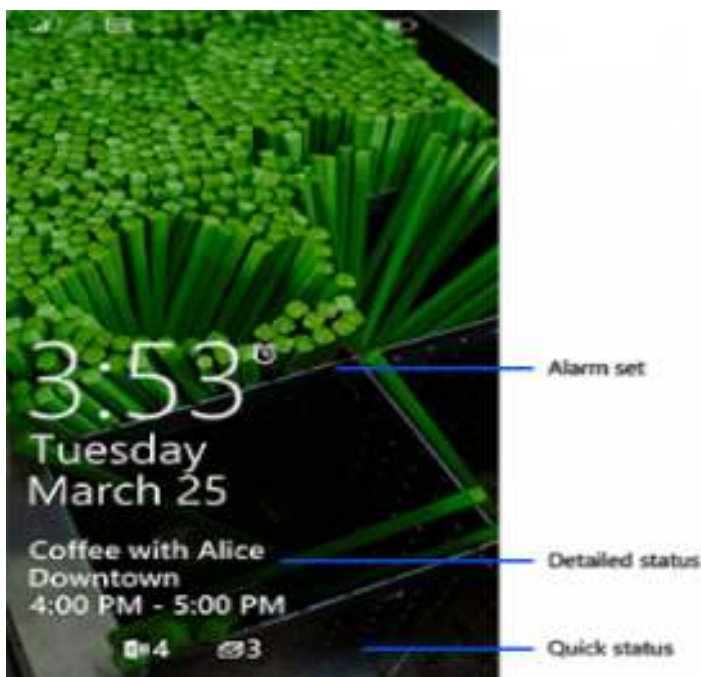 3:53
Tuesday
March 25
Coffee with Alice
Downtown
4:00 PM - 5:00 PM
4 3
Alarm set
Detailed status
Quick status